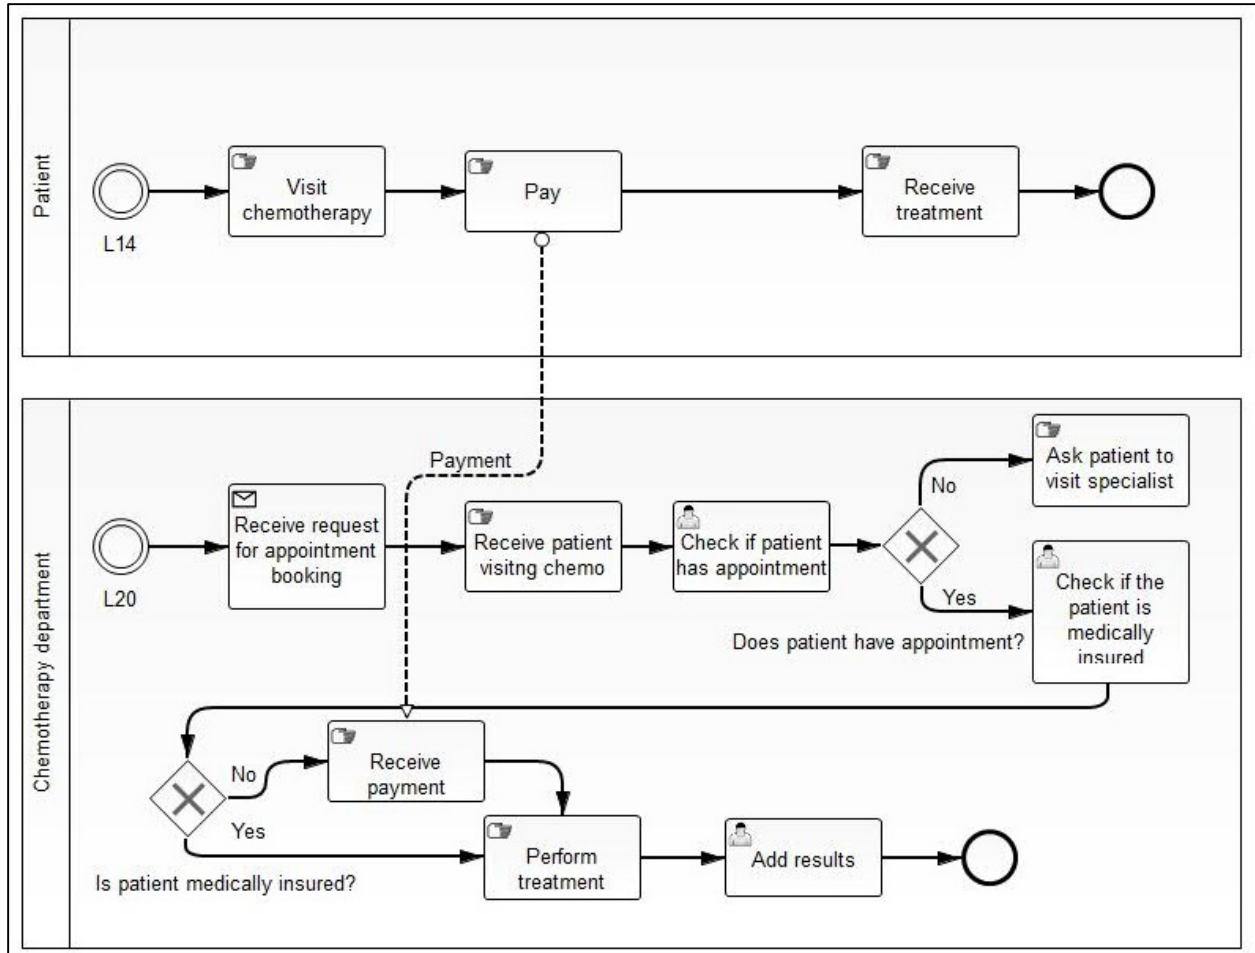 Patient
L14
Visit
chemotherapy
Pay
Receive
treatment
Chemotherapy department
Payment
L20
Receive request
for appointment
booking
Receive patient
visitng chemo
Check if patient
has appointment
No
Ask patient to
visit specialist
Yes
Check if the
patient is
medically
insured
Does patient have appointment?
No
Receive
payment
Yes
Is patient medically insured?
Perform
treatment
Add results